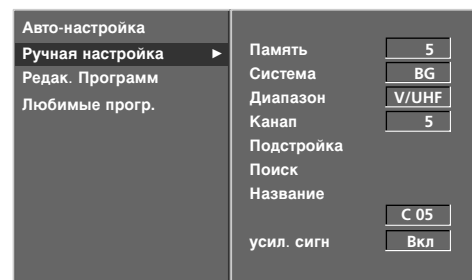 Авто-настройка
Ручная настройка ►
Редак. Программ
Любимые прогр.
Память 5
Система BG
Диапазон V/UHF
Канап 5
Подстройка
Поиск
Название
C 05
усил. сигн Вкл